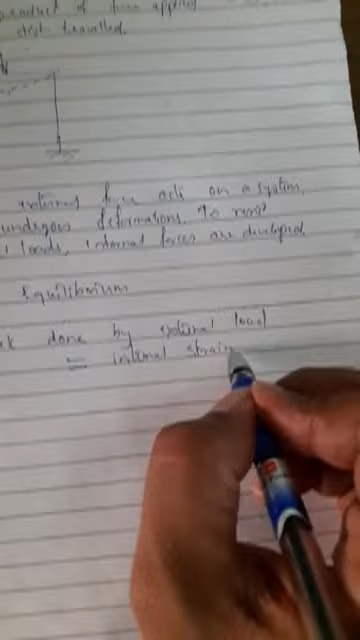 product of force applied
dist travelled.
external force acts on a system,
undergoes deformations. To resist
loads, internal forces are developed.
Equilibrium
done by external load
= internal strain